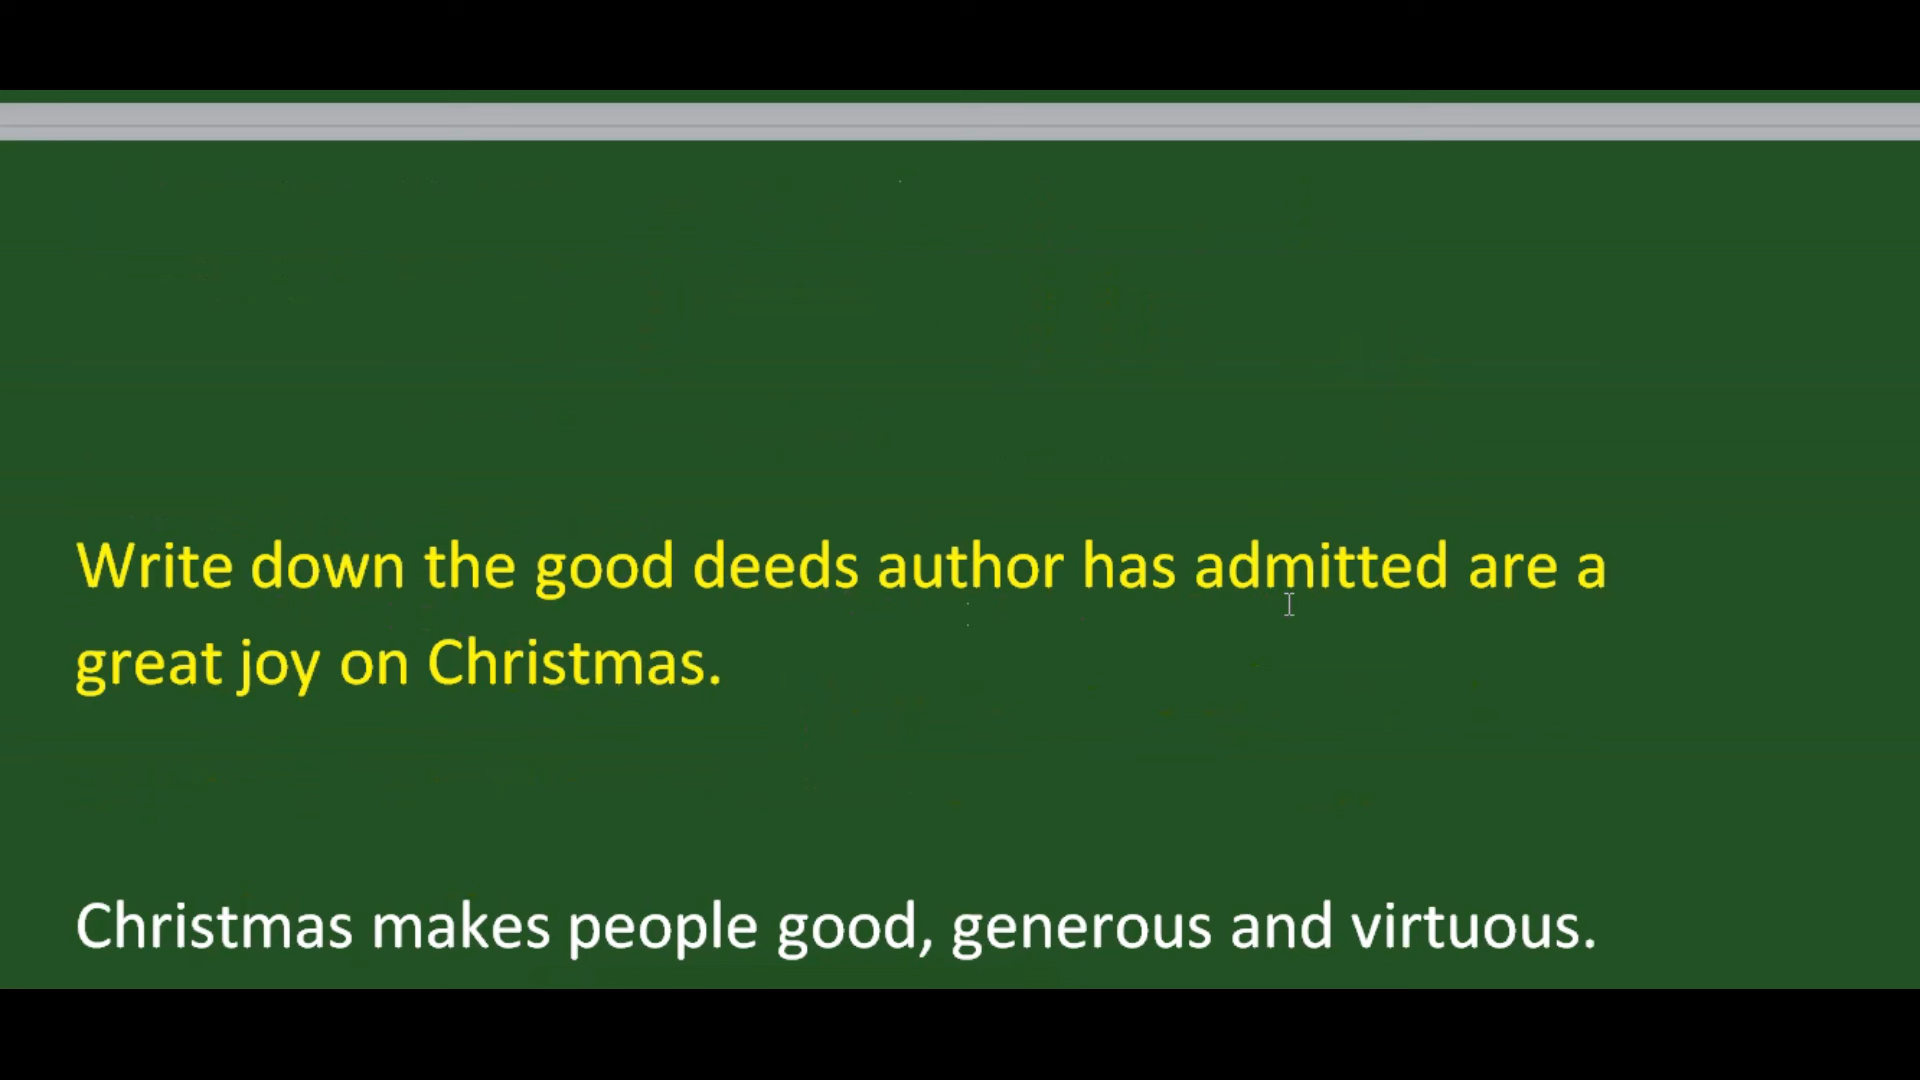 Write down the good deeds author has admitted are a
great joy on Christmas.
Christmas makes people good, generous and virtuous.